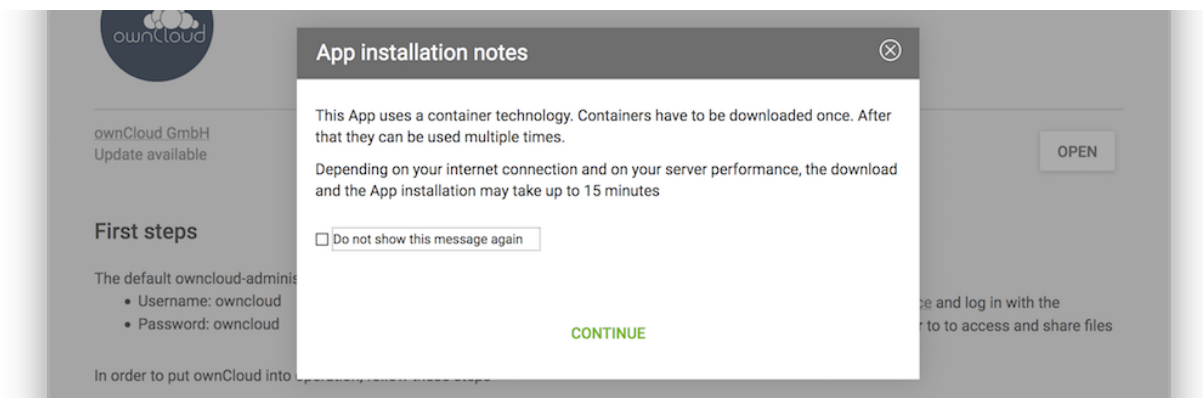 ownCloud
App installation notes
This App uses a container technology. Containers have to be downloaded once. After
that they can be used multiple times.
Depending on your internet connection and on your server performance, the download
and the App installation may take up to 15 minutes
Do not show this message again
CONTINUE
ownCloud GmbH
Update available
OPEN
First steps
The default owncloud-adminis
• Username: owncloud
• Password: owncloud
and log in with the
to to access and share files
In order to put ownCloud into operation, follow these steps